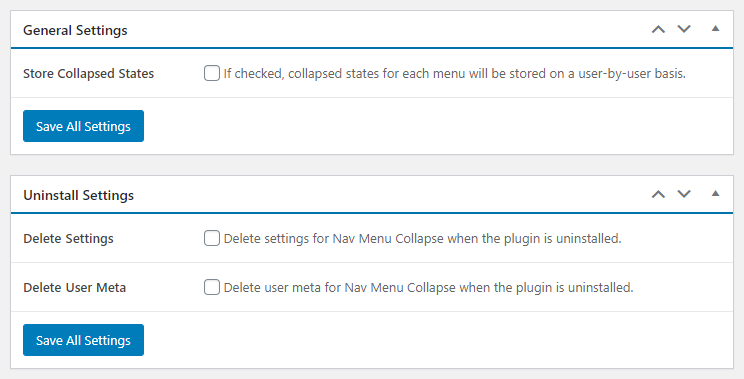 General Settings
Store Collapsed States If checked, collapsed states for each menu will be stored on a user-by-user basis.
Save All Settings
Uninstall Settings
Delete Settings Delete settings for Nav Menu Collapse when the plugin is uninstalled.
Delete User Meta Delete user meta for Nav Menu Collapse when the plugin is uninstalled.
Save All Settings